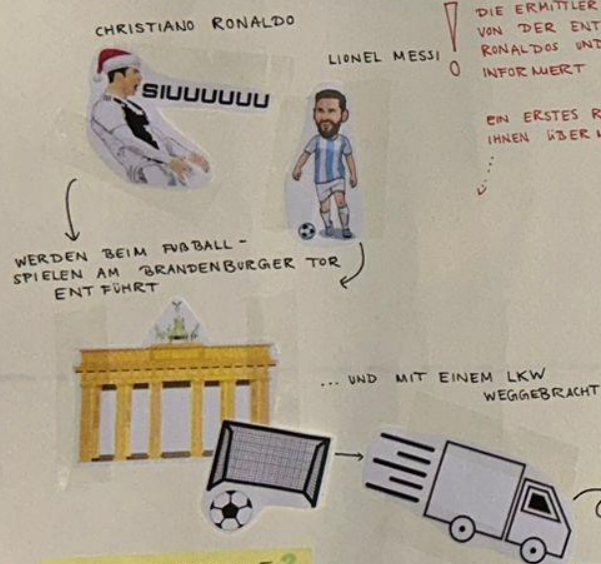 CHRISTIANO RONALDO
SIUUUUUU
LIONEL MESSI
WERDEN BEIM FUßBALL-
SPIELEN AM BRANDENBURGER TOR
ENTFÜHRT
... UND MIT EINEM LKW
WEGGEBRACHT
! DIE ERMITTLER
VON DER
RONALDOS UND
INFORMIERT
EIN ERSTES
IHNEN ÜBER
?